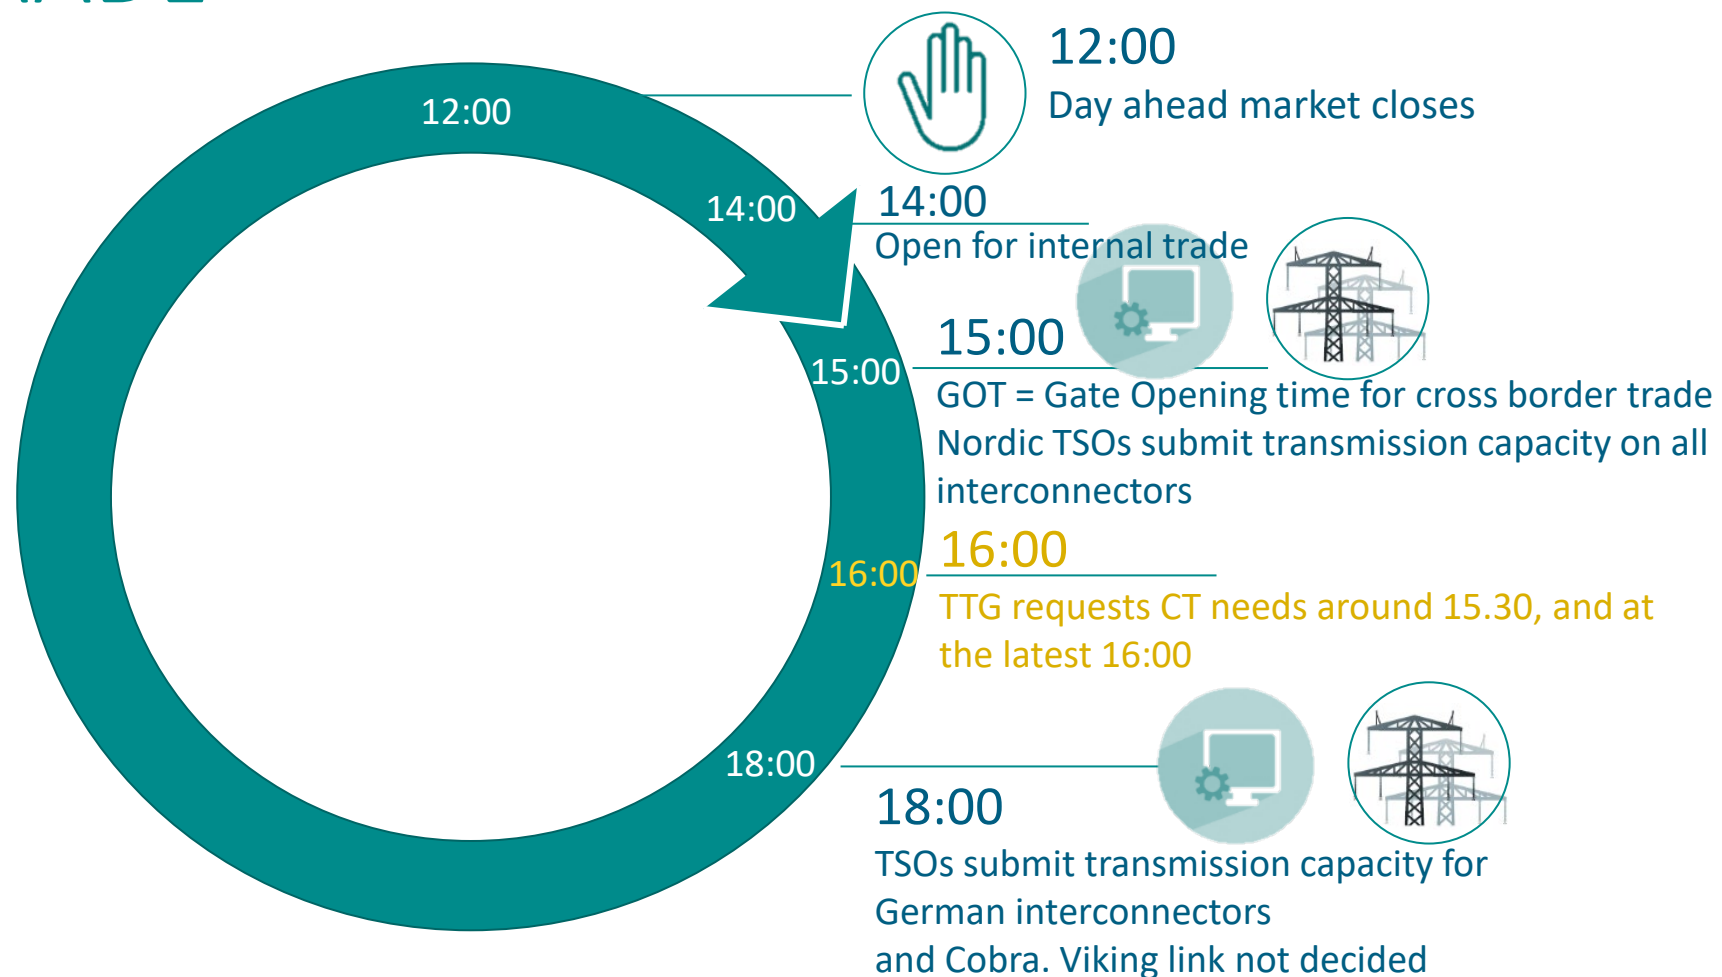 12:00
12:00
Day ahead market closes
14:00
14:00
Open for internal trade
15:00
15:00
GOT = Gate Opening time for cross border trade
Nordic TSOs submit transmission capacity on all
interconnectors
16:00
16:00
TTG requests CT needs around 15.30, and at
the latest 16:00
18:00
18:00
TSOs submit transmission capacity for
German interconnectors
and Cobra. Viking link not decided